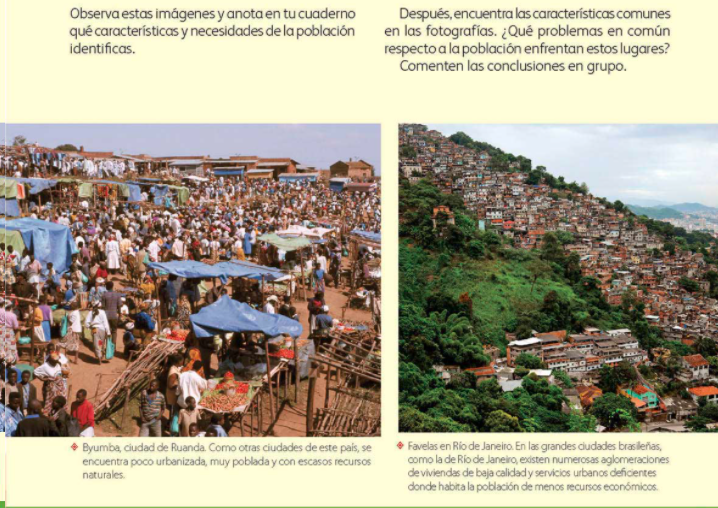 Observa estas imágenes y anota en tu cuaderno
qué características y necesidades de la población
identificas.
Después, encuentra las características comunes
en las fotografías. ¿Qué problemas en común
respecto a la población enfrentan estos lugares?
Comenten las conclusiones en grupo.
Byumba, ciudad de Ruanda. Como otras ciudades de este país, se
encuentra poco urbanizada, muy poblada y con escasos recursos
naturales.
Favelas en Río de Janeiro. En las grandes ciudades brasileñas,
como la de Río de Janeiro, existen numerosas aglomeraciones
de viviendas de baja calidad y servicios urbanos deficientes
donde habita la población de menos recursos económicos.